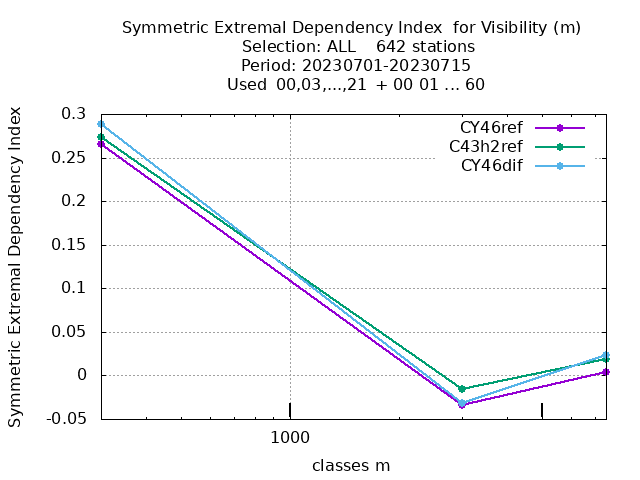 Symmetric Extremal Dependency Index  for Visibility (m)
Selection: ALL    642 stations
Period: 20230701-20230715
Used  00,03,...,21  + 00 01 ... 60
Symmetric Extremal Dependency Index
0.3
0.25
0.2
0.15
0.1
0.05
0
-0.05
CY46ref
C43h2ref
CY46dif
1000
classes m